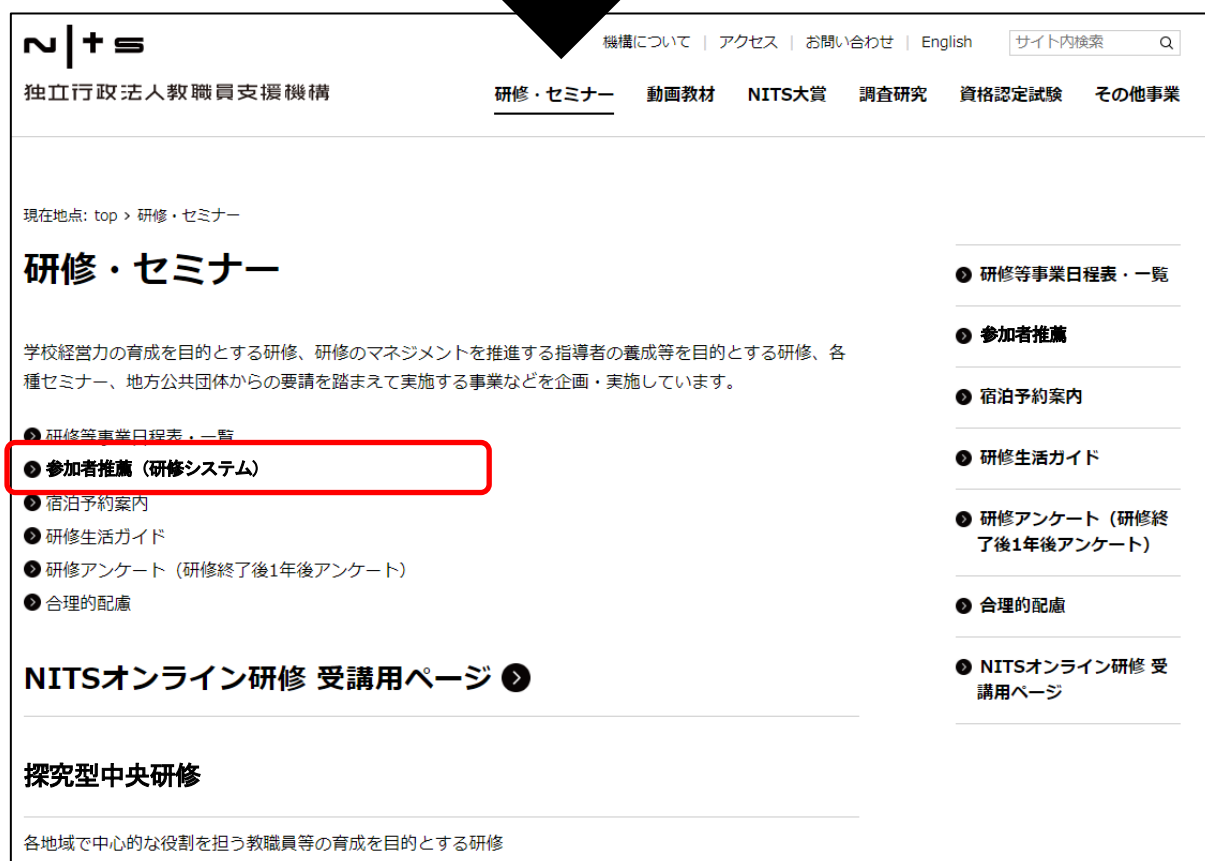 NITS
機構について | アクセス | お問い合わせ | English サイト内検索
独立行政法人教職員支援機構
研修・セミナー 動画教材 NITS大賞 調査研究 資格認定試験 その他事業
現在地点: top › 研修・セミナー
研修・セミナー
学校経営力の育成を目的とする研修、研修のマネジメントを推進する指導者の養成等を目的とする研修、各
種セミナー、地方公共団体からの要請を踏まえて実施する事業などを企画・実施しています。
研修等事業日程表・一覧
参加者推薦（研修システム）
宿泊予約案内
研修生活ガイド
研修アンケート（研修終了後1年後アンケート）
合理的配慮
NITSオンライン研修 受講用ページ
探究型中央研修
各地域で中心的な役割を担う教職員等の育成を目的とする研修
研修等事業日程表・一覧
参加者推薦
宿泊予約案内
研修生活ガイド
研修アンケート（研修終
了後1年後アンケート）
合理的配慮
NITSオンライン研修 受
講用ページ